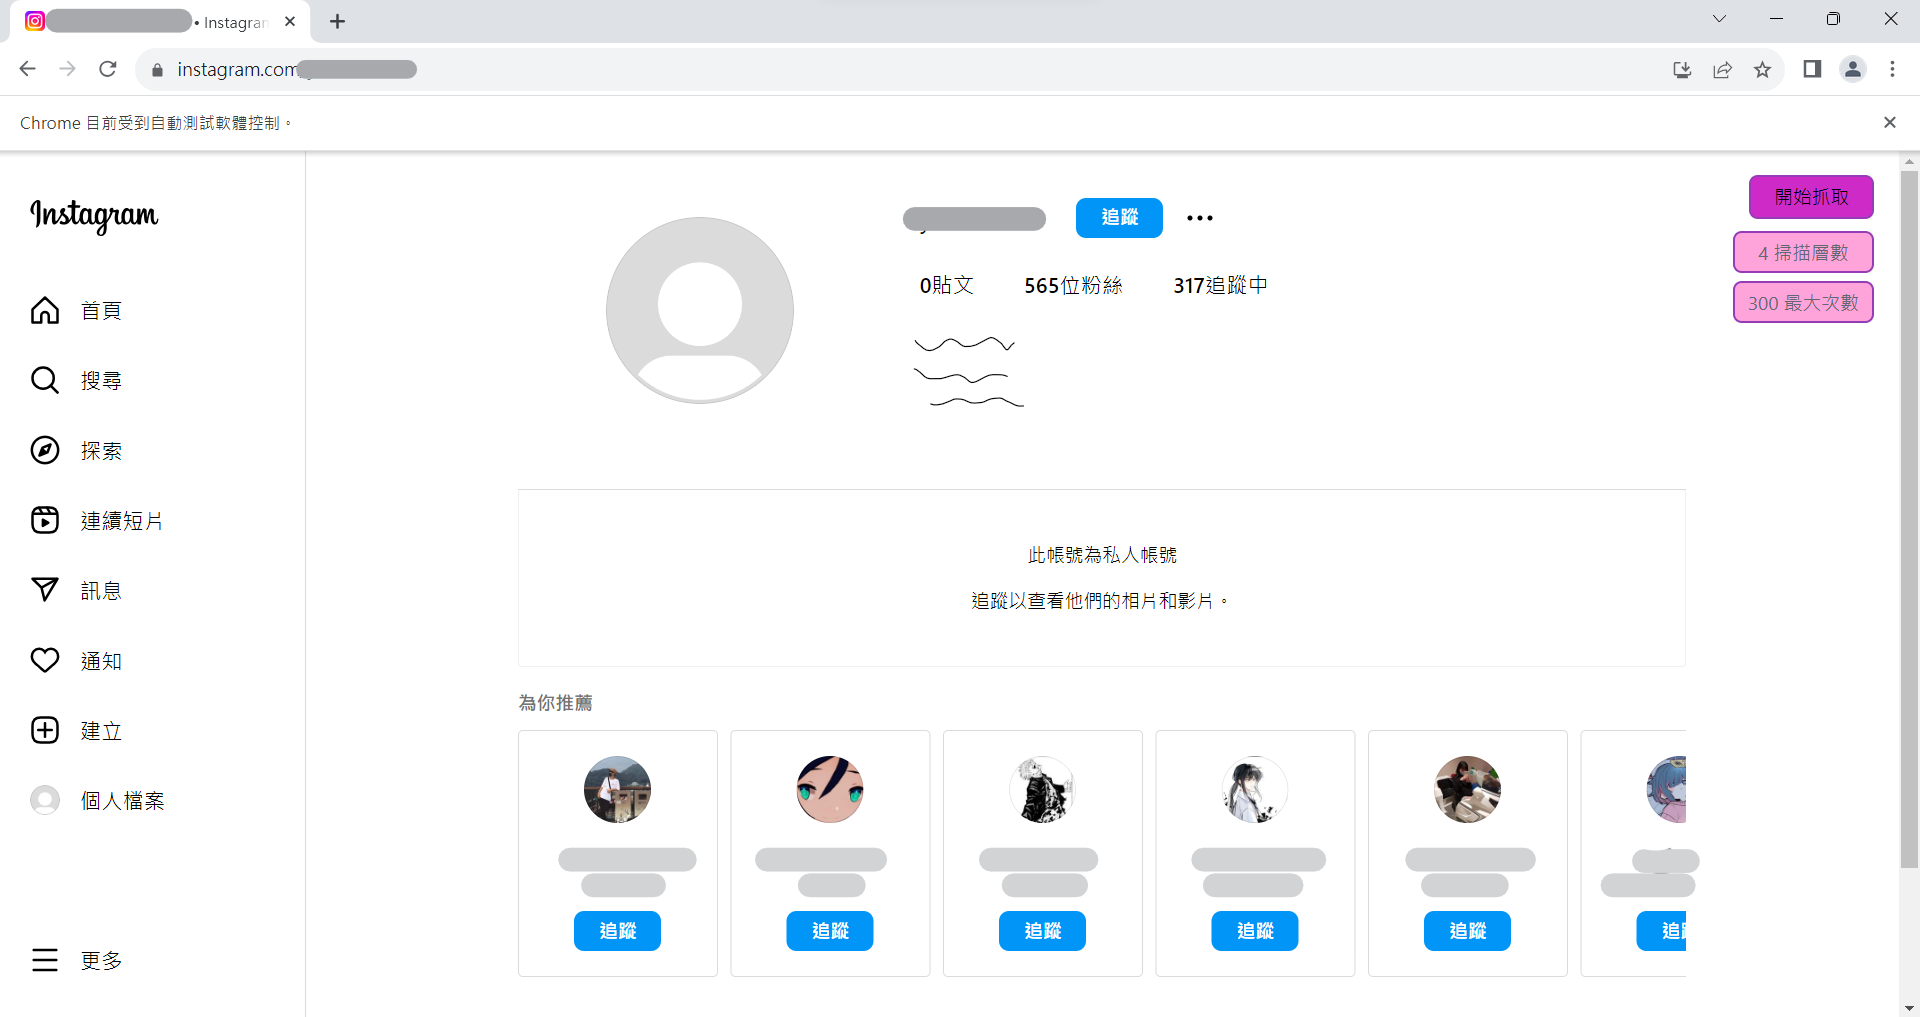 • Instagram
instagram.com
Chrome 目前受到自動測試軟體控制。
Instagram
首頁
搜尋
探索
連續短片
訊息
通知
建立
個人檔案
更多
追蹤
0貼文 565位粉絲 317追蹤中
開始抓取
4 掃描層數
300 最大次數
此帳號為私人帳號
追蹤以查看他們的相片和影片。
為你推薦
追蹤 追蹤 追蹤 追蹤 追蹤 追蹤